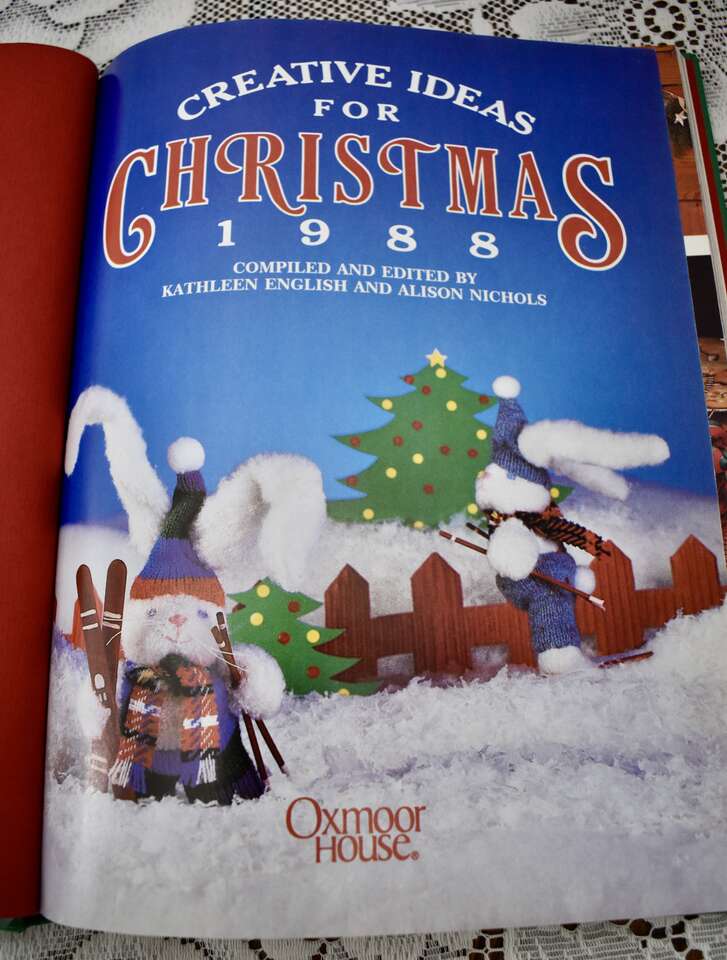 CREATIVE IDEAS
FOR
CHRISTMAS
1988
COMPILED AND EDITED BY
KATHLEEN ENGLISH AND ALISON NICHOLS
OXMOOR
HOUSE®